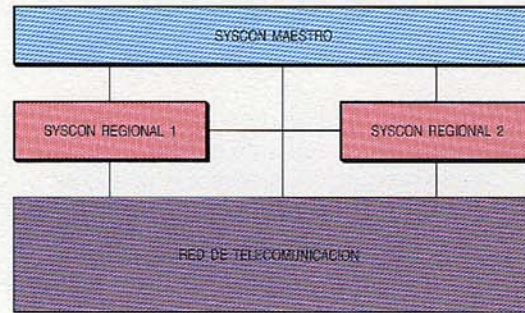 SYSCON MAESTRO
SYSCON REGIONAL 1
SYSCON REGIONAL 2
RED DE TELECOMUNICACION